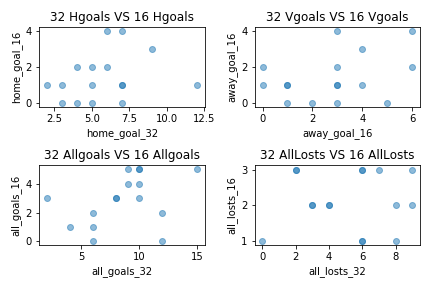 32 Hgoals VS 16 Hgoals
home_goal_16
4
2
0
2.5 5.0 7.5 10.0 12.5
home_goal_32
32 Vgoals VS 16 Vgoals
away_goal_16
4
2
0
0 2 4 6
away_goal_16
32 Allgoals VS 16 Allgoals
all_goals_16
4
2
0
5 10 15
all_goals_32
32 AllLosts VS 16 AllLosts
all_losts_16
3
2
1
0 2 4 6 8
all_losts_32